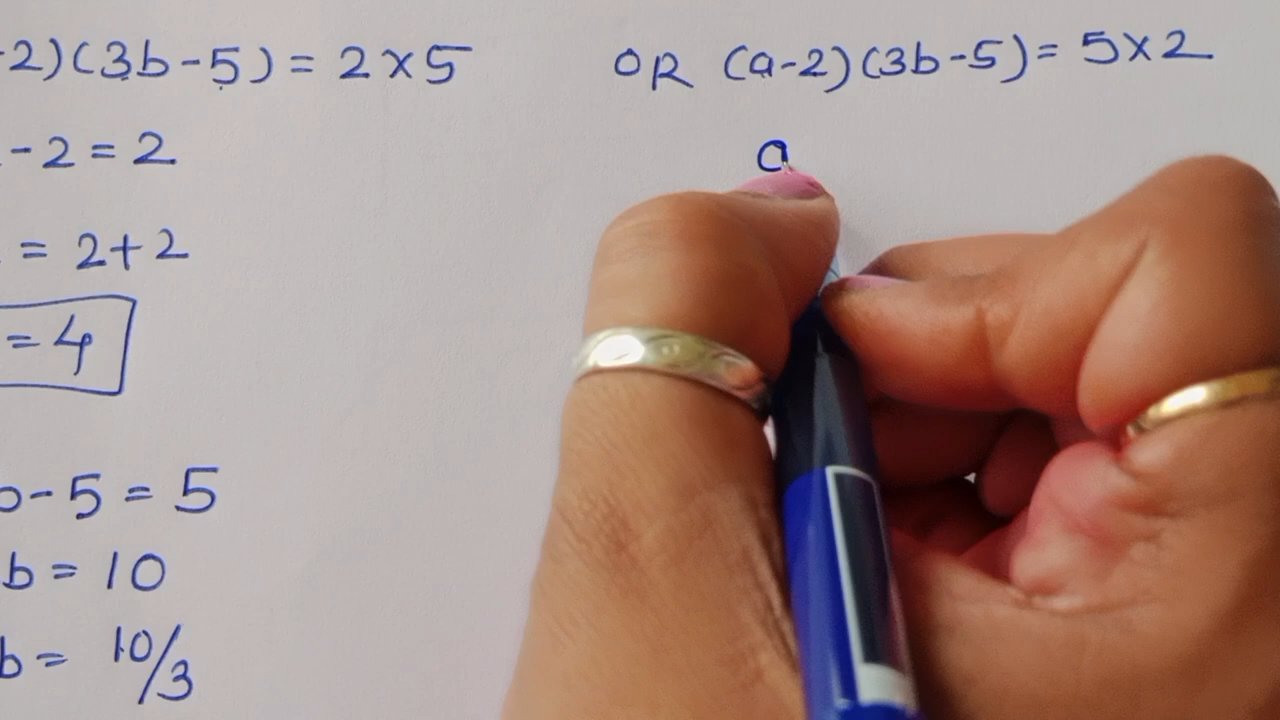 -2)(3b-5) = 2×5 OR (a-2)(3b-5) = 5×2
-2 = 2
a
= 2+2
= 4
b-5 = 5
b = 10
b = 10/3